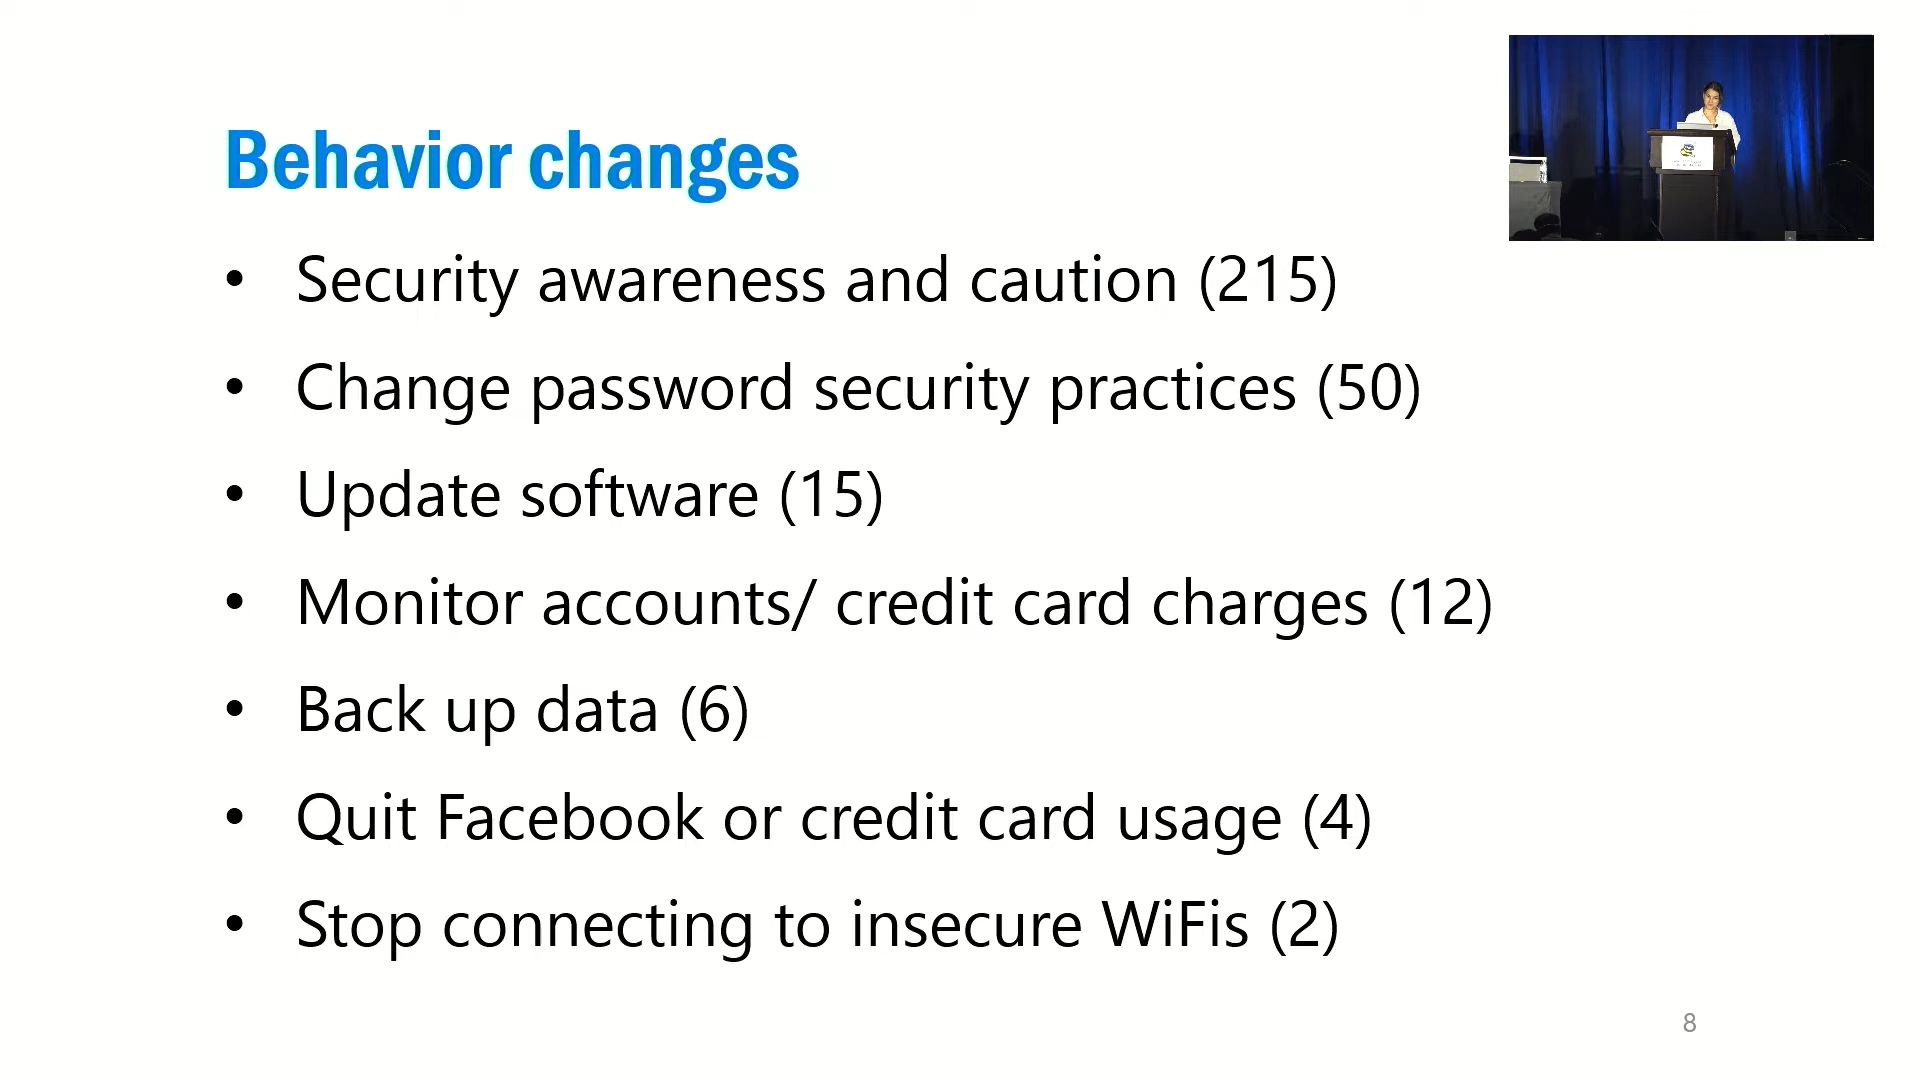 Behavior changes
• Security awareness and caution (215)
• Change password security practices (50)
• Update software (15)
• Monitor accounts/ credit card charges (12)
• Back up data (6)
• Quit Facebook or credit card usage (4)
• Stop connecting to insecure WiFis (2)
8